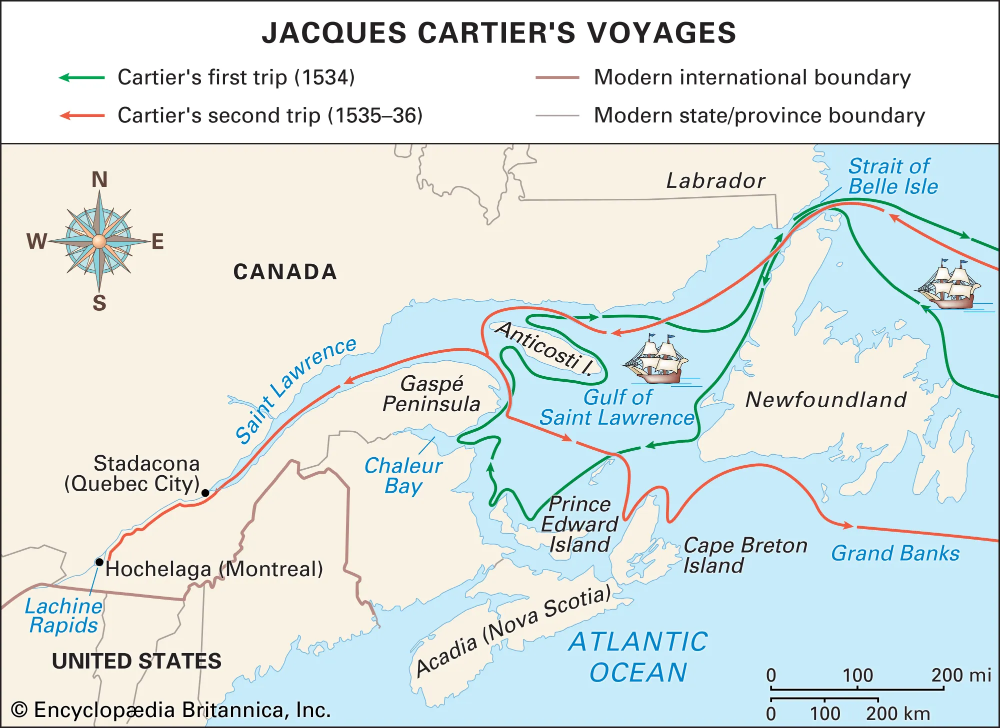 JACQUES CARTIER'S VOYAGES
Cartier's first trip (1534)
Modern international boundary
Cartier's second trip (1535–36)
Modern state/province boundary
Strait of
Belle Isle
Labrador
N
W
E
S
CANADA
Anticosti I.
Saint Lawrence
Gaspé
Peninsula
Gulf of
Saint Lawrence
Newfoundland
Chaleur
Bay
Stadacona
(Quebec City)
Prince
Edward
Island
Cape Breton
Island
Grand Banks
Hochelaga (Montreal)
Lachine
Rapids
Acadia (Nova Scotia)
ATLANTIC
OCEAN
UNITED STATES
0 100 200 mi
0 100 200 km
© Encyclopædia Britannica, Inc.